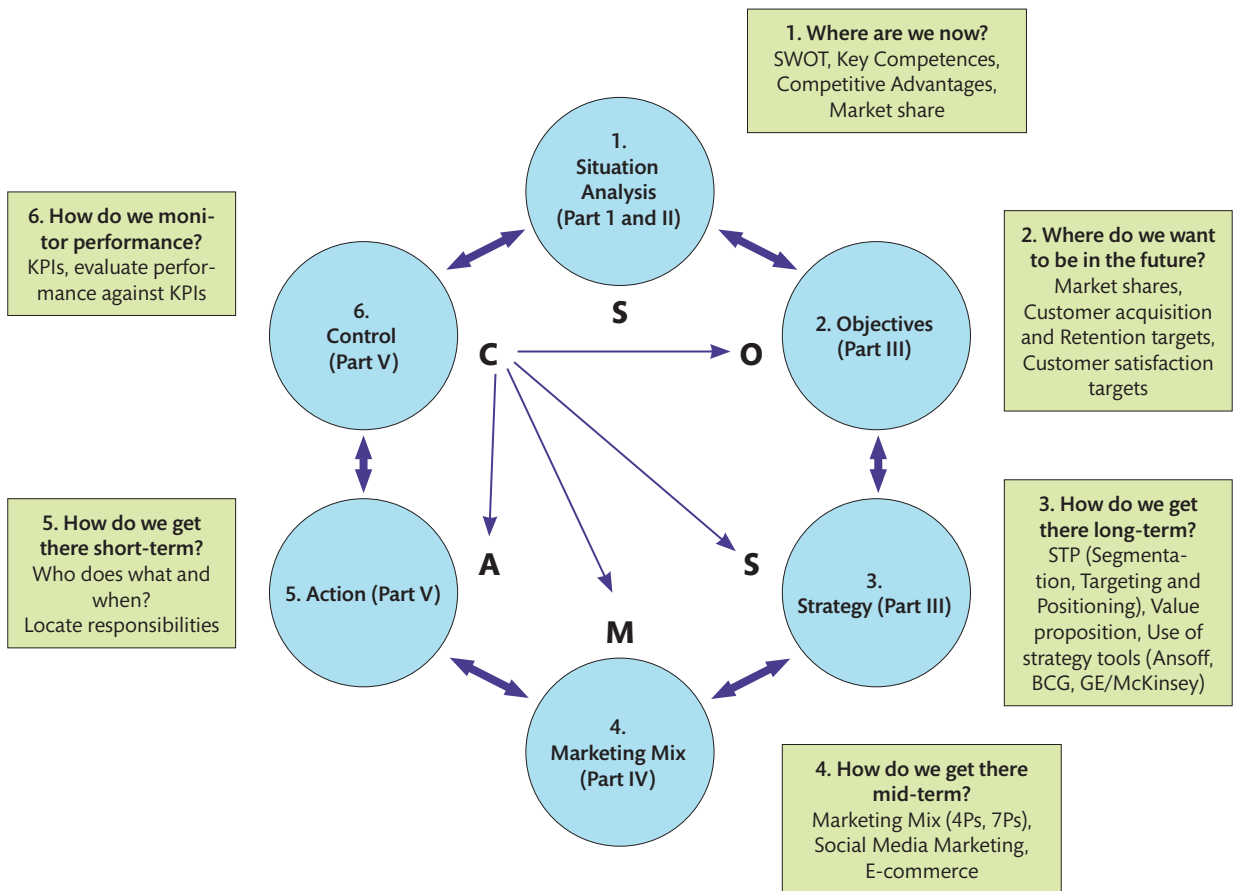 1. Where are we now?
SWOT, Key Competences,
Competitive Advantages,
Market share
1.
Situation
Analysis
(Part 1 and II)
6. How do we moni-
tor performance?
KPIs, evaluate perfor-
mance against KPIs
2. Where do we want
to be in the future?
Market shares,
Customer acquisition
and Retention targets,
Customer satisfaction
targets
6.
Control
(Part V)
S
2. Objectives
(Part III)
C
O
5. How do we get
there short-term?
Who does what and
when?
Locate responsibilities
3. How do we get
there long-term?
STP (Segmenta-
tion, Targeting and
Positioning), Value
proposition, Use of
strategy tools (Ansoff,
BCG, GE/McKinsey)
5. Action (Part V)
A
S
3.
Strategy (Part III)
M
4.
Marketing Mix
(Part IV)
4. How do we get there
mid-term?
Marketing Mix (4Ps, 7Ps),
Social Media Marketing,
E-commerce